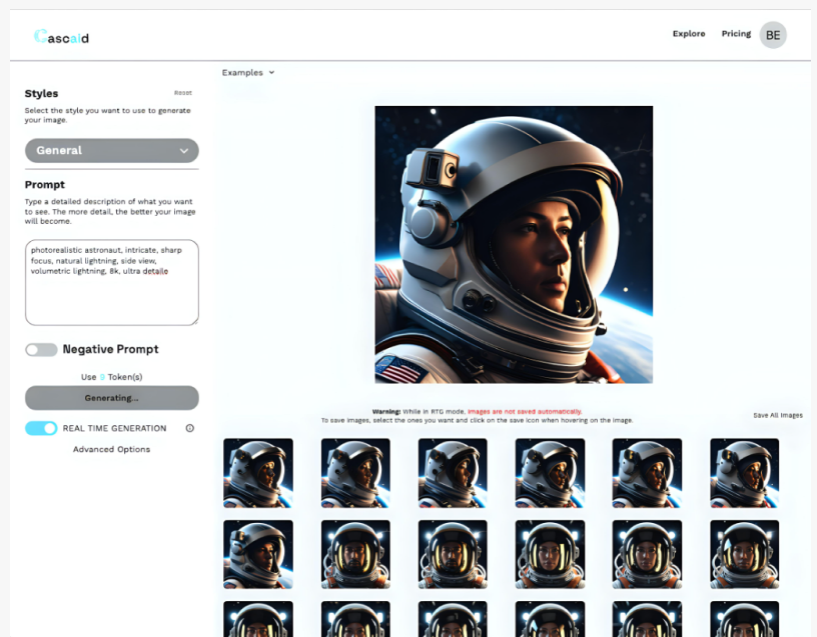 Cascaid
Explore
Pricing
BE
Examples
Styles
Reset
Select the style you want to use to generate
your image.
General
Prompt
Type a detailed description of what you want
to see. The more detail, the better your image
will become.
photorealistic astronaut, intricate, sharp
focus, natural lightning, side view,
volumetric lightning, 8k, ultra detaile
Negative Prompt
Use 9 Token(s)
Generating...
REAL TIME GENERATION
Advanced Options
Warning: While in RTG mode, images are not saved automatically.
To save images, select the ones you want and click on the save icon when hovering on the image.
Save All Images